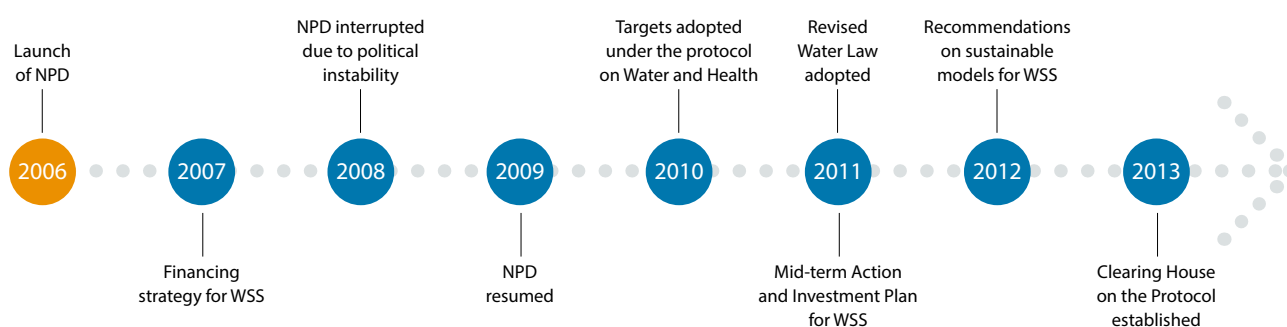 Launch
of NPD
2006
2007
Financing
strategy for WSS
NPD interrupted
due to political
instability
2008
2009
NPD
resumed
Targets adopted
under the protocol
on Water and Health
2010
Revised
Water Law
adopted
2011
Mid-term Action
and Investment Plan
for WSS
Recommendations
on sustainable
models for WSS
2012
2013
Clearing House
on the Protocol
established